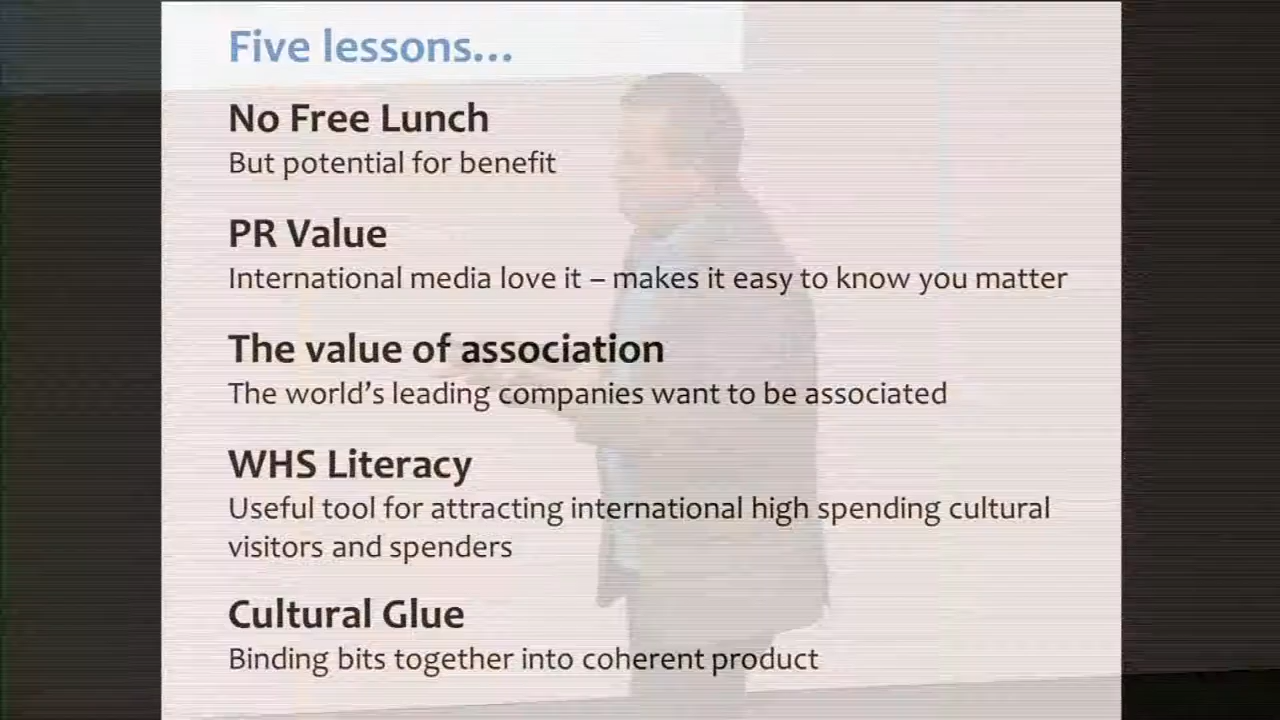 Five lessons...
No Free Lunch
But potential for benefit
PR Value
International media love it – makes it easy to know you matter
The value of association
The world’s leading companies want to be associated
WHS Literacy
Useful tool for attracting international high spending cultural
visitors and spenders
Cultural Glue
Binding bits together into coherent product